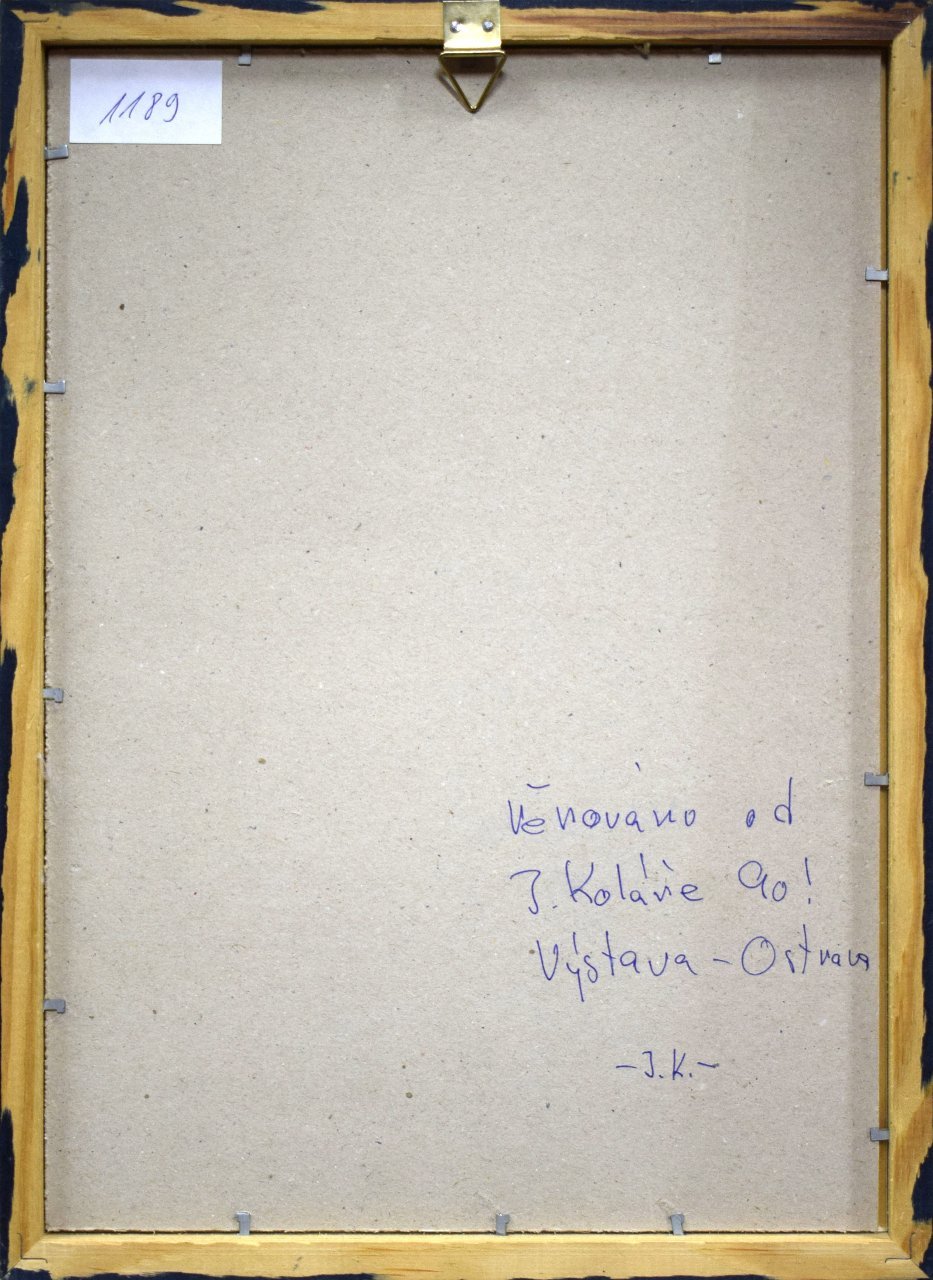 1189
Věnováno od
J. Koláře 90!
Výstava - Ostrava
- J.K. -